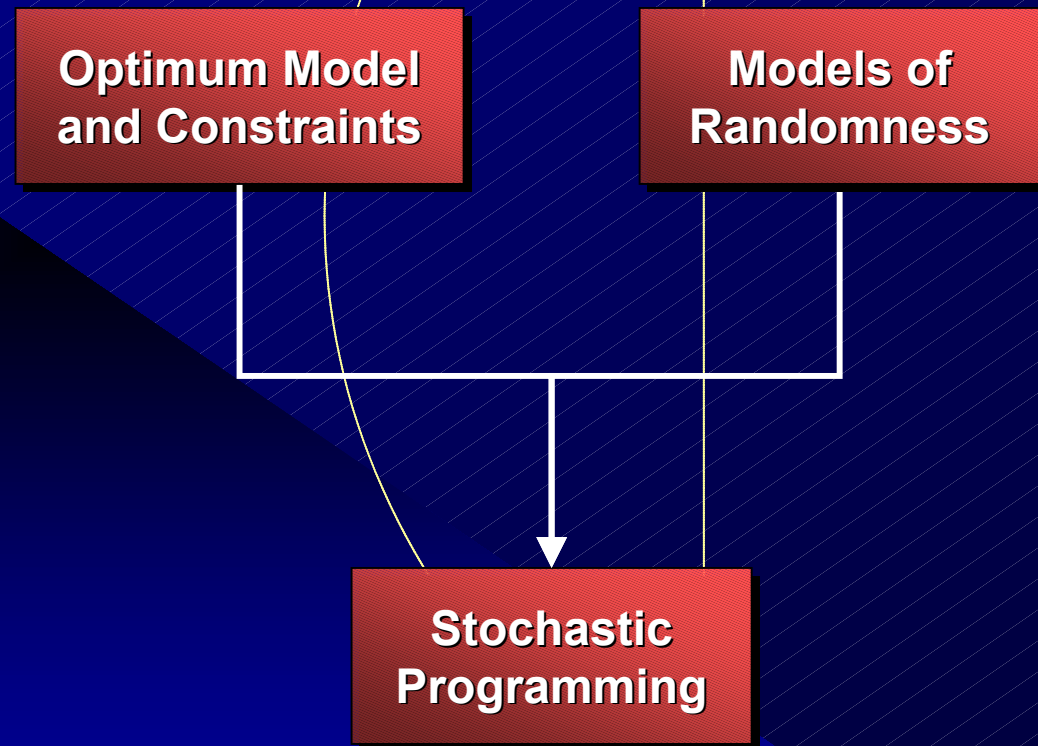 Optimum Model
and Constraints
Models of
Randomness
Stochastic
Programming